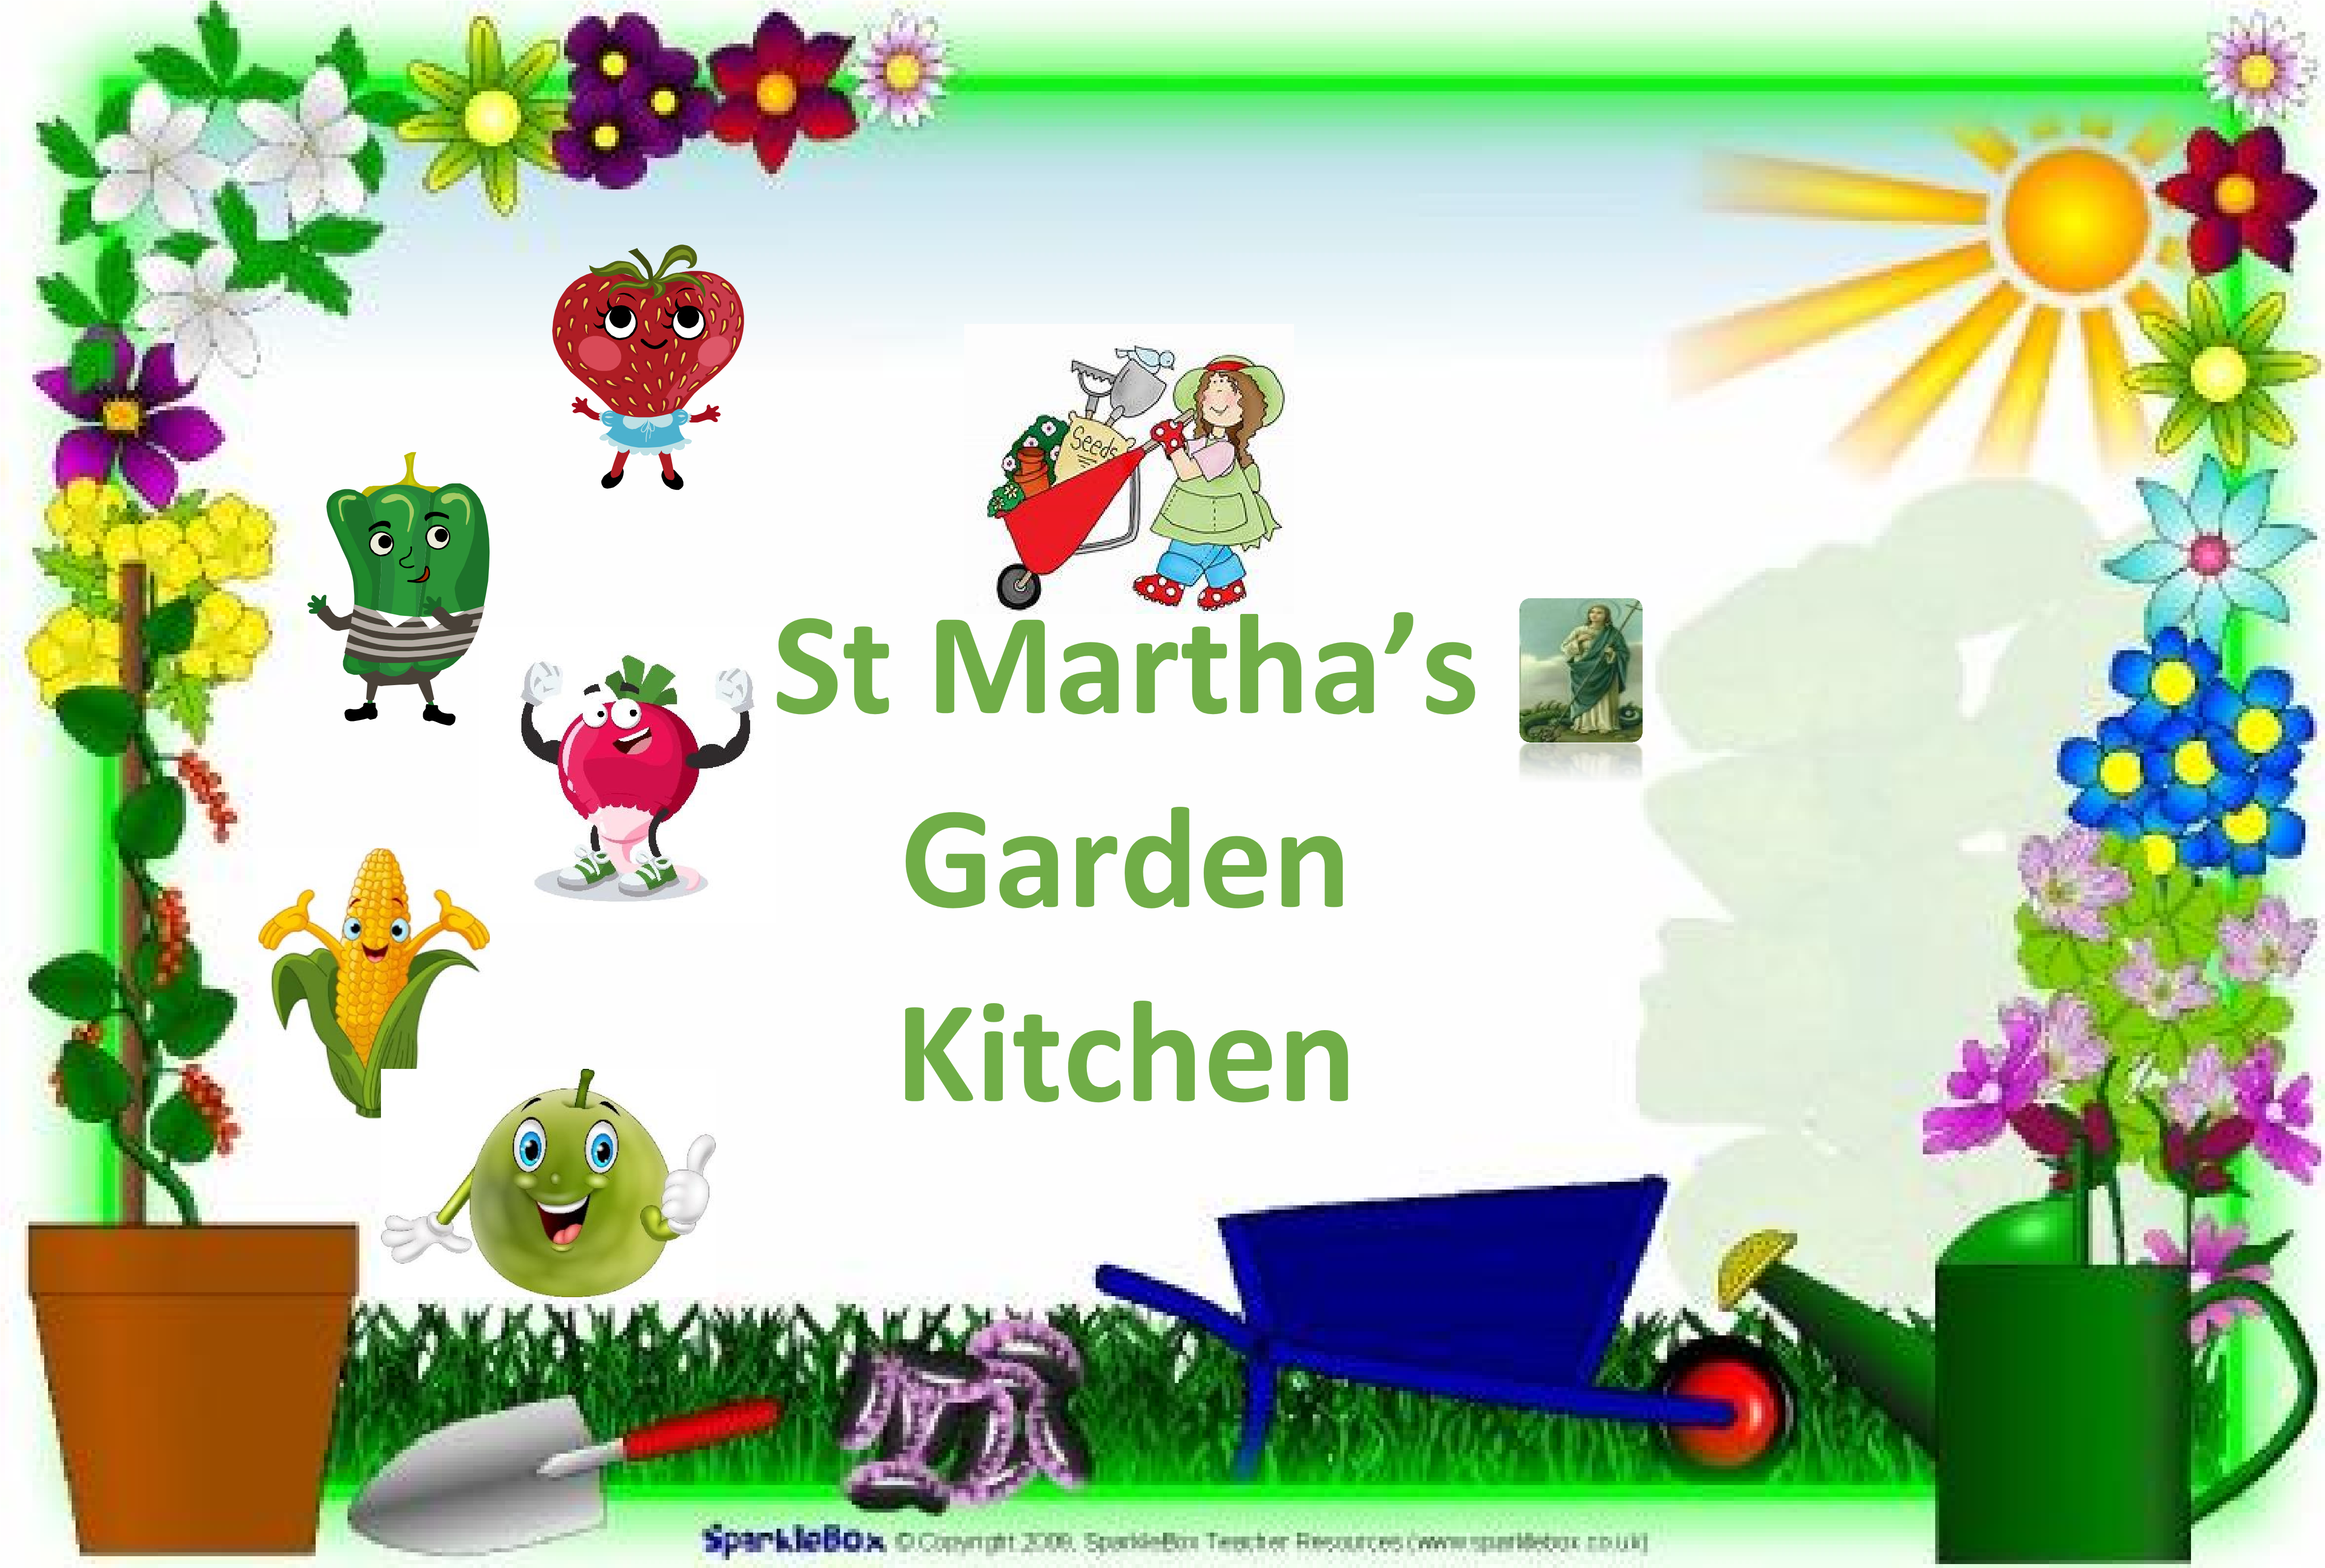 Seeds
St Martha’s
Garden
Kitchen
SparkleBox © Copyright 2009, SparkleBox Teacher Resources (www.sparklebox.co.uk)